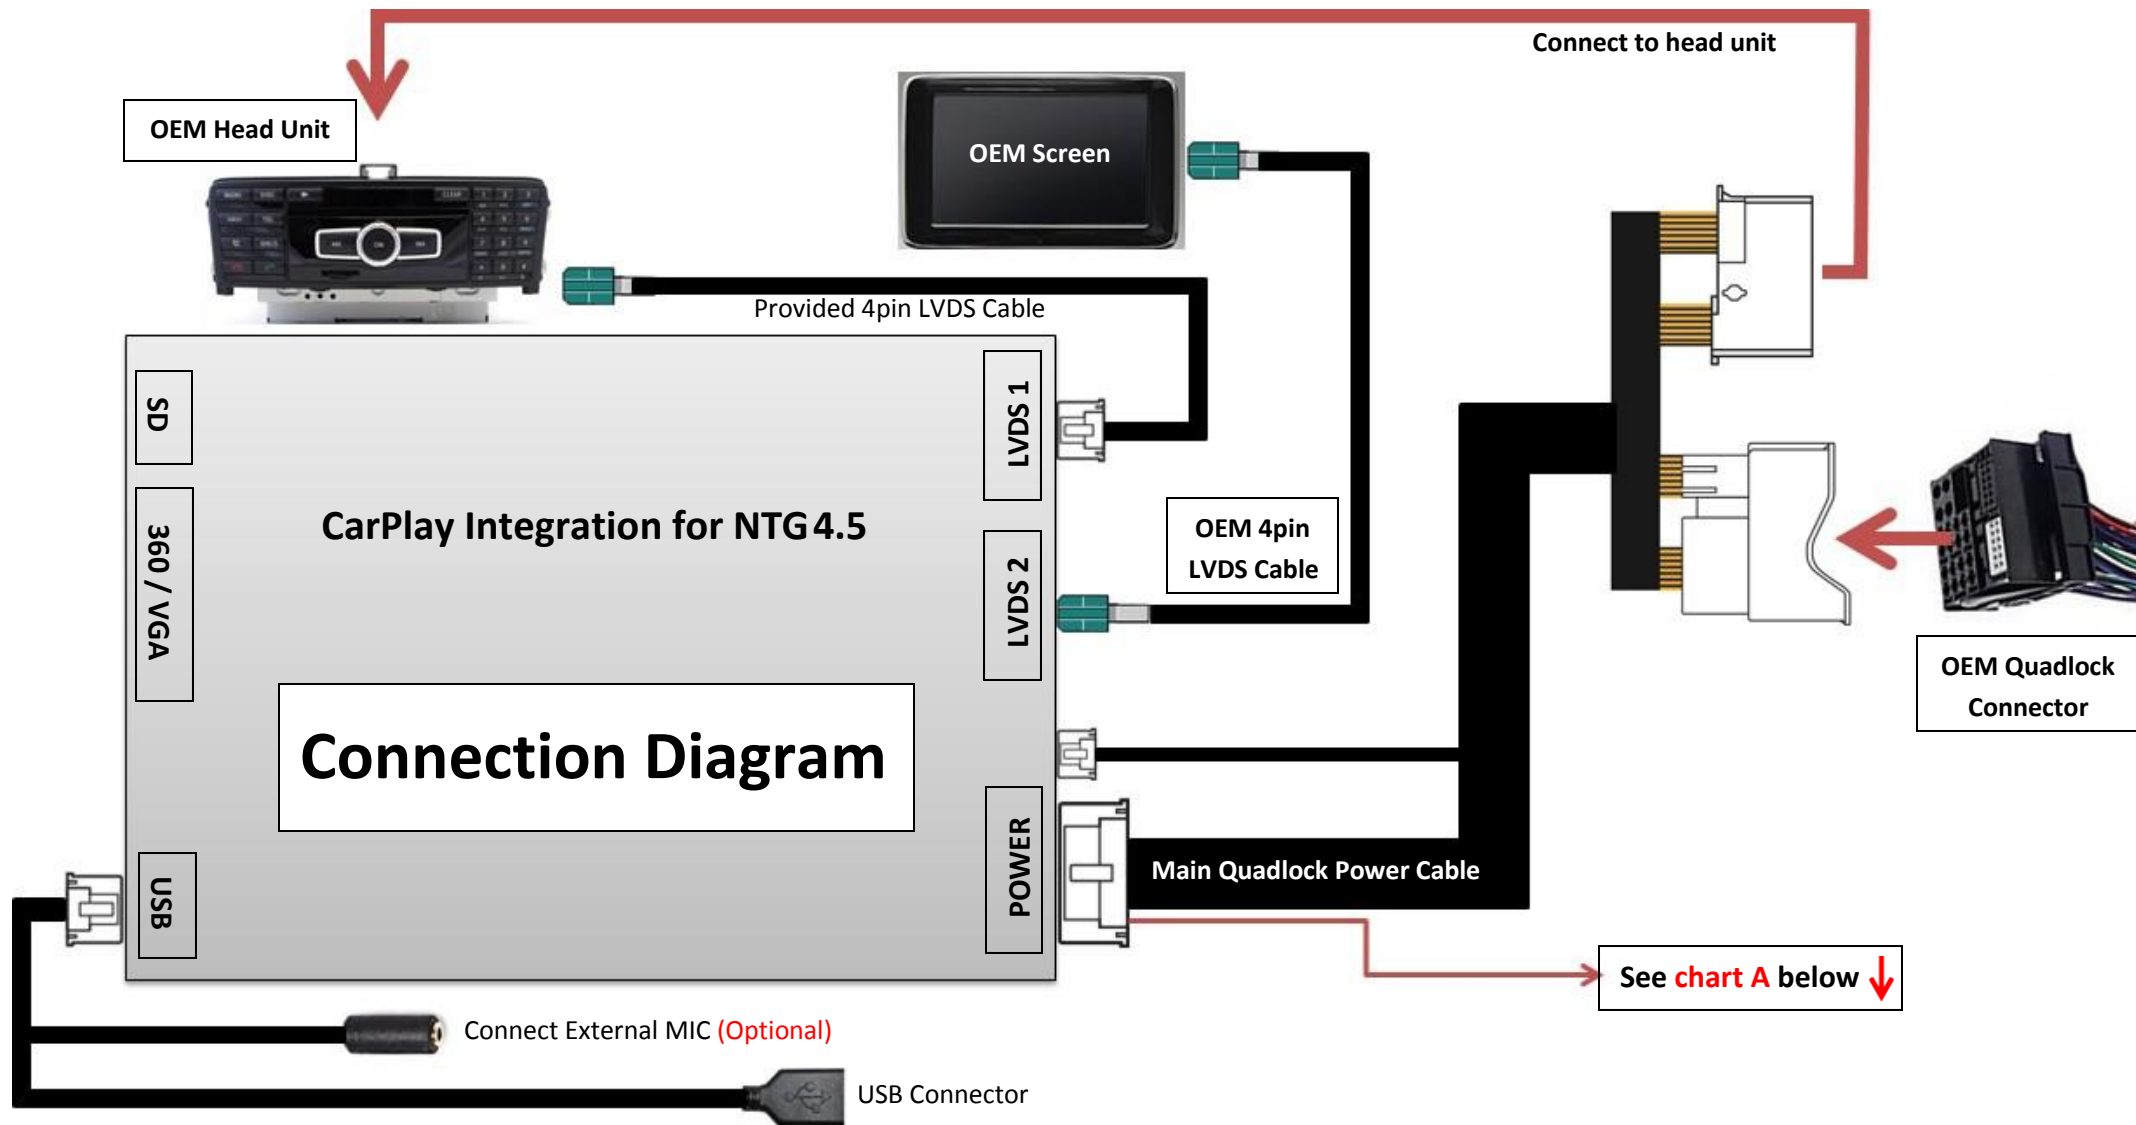 Connect to head unit
OEM Head Unit
OEM Screen
Provided 4pin LVDS Cable
SD
LVDS 1
CarPlay Integration for NTG 4.5
360 / VGA
LVDS 2
OEM 4pin
LVDS Cable
OEM Quadlock
Connector
Connection Diagram
USB
POWER
Main Quadlock Power Cable
See chart A below
Connect External MIC (Optional)
USB Connector